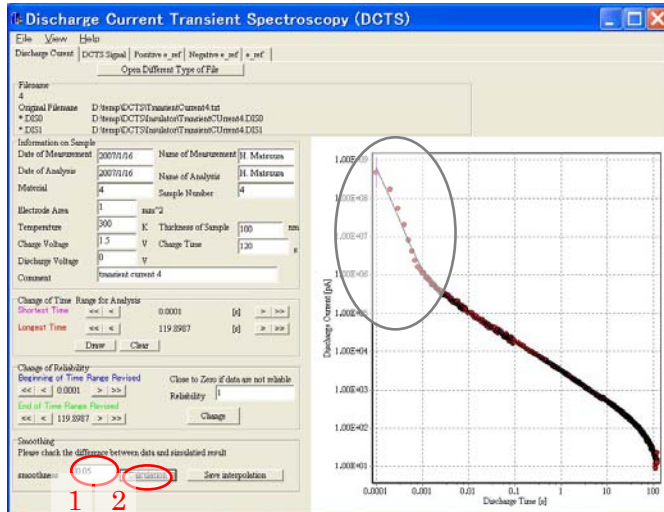 Discharge Current Transient Spectroscopy (DCTS)
File View Help
Discharge Current DCTS Signal Positive e_ref Negative e_ref e_ref
Open Different Type of File
Filename
4
Original Filename D:\temp\DCTS\TransientCurrent4.txt
* DIS0 D:\temp\DCTS\Insulator\TransientCUrrent4.DIS0
* DIS1 D:\temp\DCTS\Insulator\TransientCUrrent4.DIS1
Information on Sample
Date of Measurement 2007/1/16 Name of Measurement H. Matsuura
Date of Analysis 2007/1/16 Name of Analysis H. Matsuura
Material 4 Sample Number 4
Electrode Area 1 mm^2
Temperature 300 K Thickness of Sample 100 nm
Charge Voltage 1.5 V Charge Time 120 s
Discharge Voltage 0 V
Comment transient current 4
Change of Time Range for Analysis
Shortest Time << < 0.0001 [s] > >>
Longest Time << < 119.8987 [s] > >>
Draw Clear
Change of Reliability
Beginning of Time Range Revised
<< < 0.0001 > >>
End of Time Range Revised
<< < 119.8987 > >>
Close to Zero if data are not reliable
Reliability 1
Change
Smoothing
Please chack the difference between data and simulatied result
smoothness 0.05 Save interpolation
1 2
Discharge Current [pA]
1.00E+09
1.00E+08
1.00E+07
1.00E+06
1.00E+05
1.00E+04
1.00E+03
1.00E+02
1.00E+01
0.0001 0.001 0.01 0.1 1 10 100
Discharge Time [s]